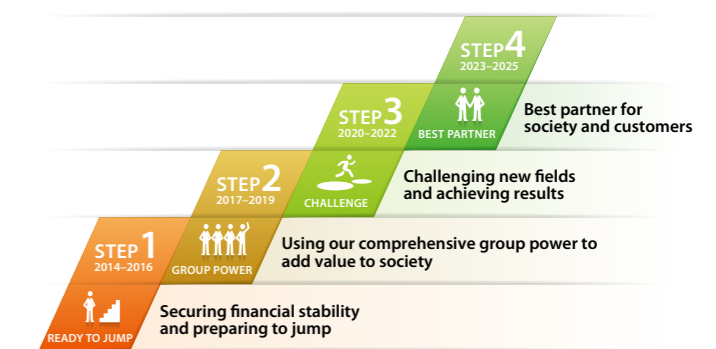 STEP4
2023–2025
BEST PARTNER
Best partner for
society and customers
STEP3
2020–2022
CHALLENGE
Challenging new fields
and achieving results
STEP2
2017–2019
GROUP POWER
Using our comprehensive group power to
add value to society
STEP1
2014–2016
READY TO JUMP
Securing financial stability
and preparing to jump